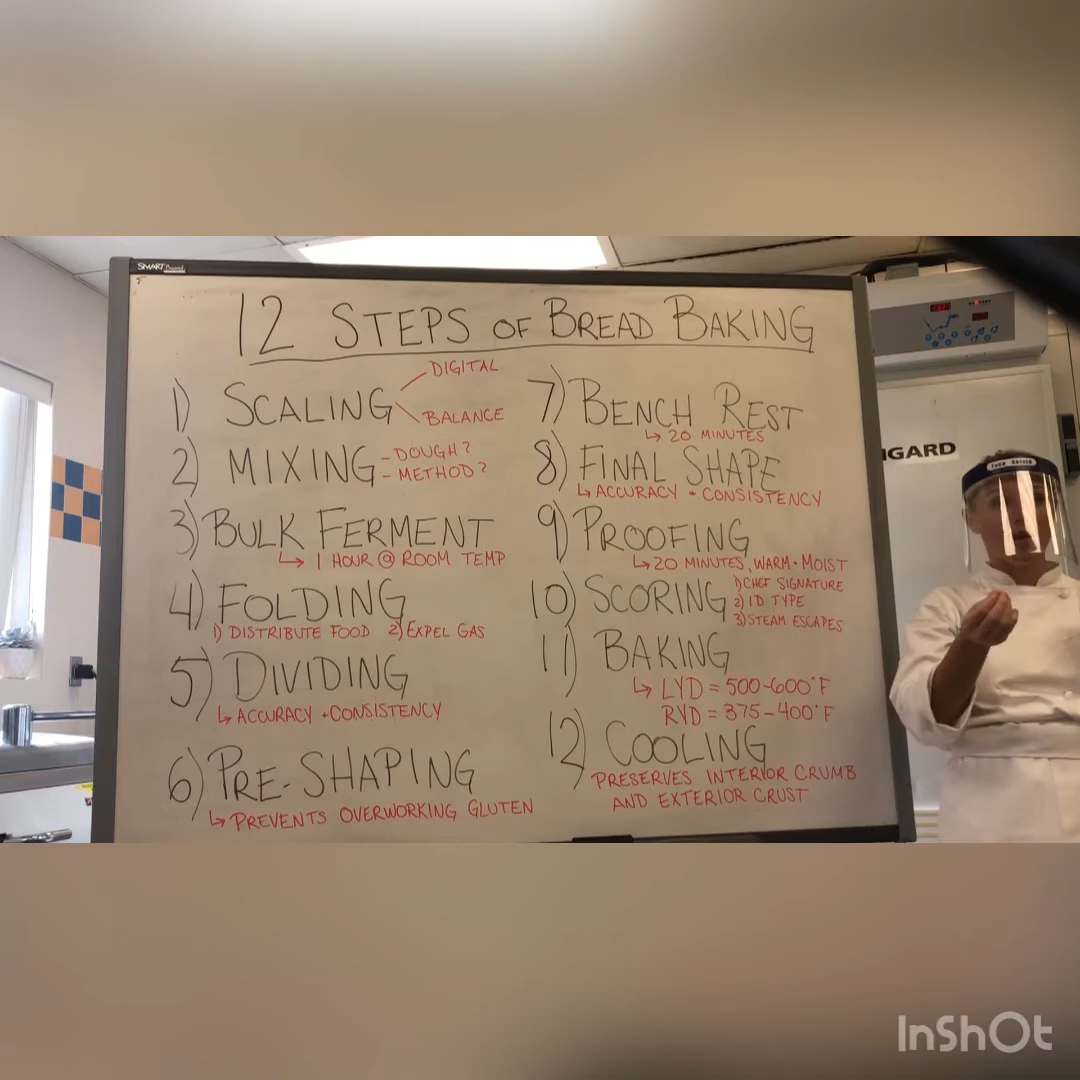 SMART Board
12 STEPS OF BREAD BAKING
1) SCALING
DIGITAL
BALANCE
2) MIXING
- DOUGH?
- METHOD?
3) BULK FERMENT
↳ 1 HOUR @ ROOM TEMP
4) FOLDING
1) DISTRIBUTE FOOD 2) EXPEL GAS
5) DIVIDING
↳ ACCURACY + CONSISTENCY
6) PRE-SHAPING
↳ PREVENTS OVERWORKING GLUTEN
7) BENCH REST
↳ 20 MINUTES
8) FINAL SHAPE
↳ ACCURACY + CONSISTENCY
9) PROOFING
↳ 20 MINUTES, WARM + MOIST
10) SCORING
1) CHEF SIGNATURE
2) ID TYPE
3) STEAM ESCAPES
11) BAKING
↳ LYD = 500-600°F
RYD = 375-400°F
12) COOLING
PRESERVES INTERIOR CRUMB
AND EXTERIOR CRUST
GARD
FACE SHIELD
InShOt